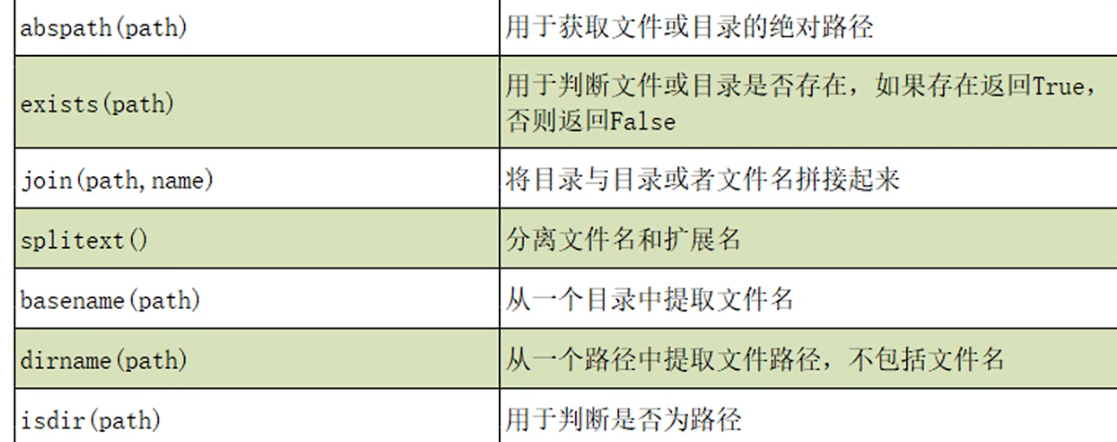 abspath(path)
用于获取文件或目录的绝对路径
exists(path)
用于判断文件或目录是否存在，如果存在返回True，
否则返回False
join(path,name)
将目录与目录或者文件名拼接起来
splitext()
分离文件名和扩展名
basename(path)
从一个目录中提取文件名
dirname(path)
从一个路径中提取文件路径，不包括文件名
isdir(path)
用于判断是否为路径